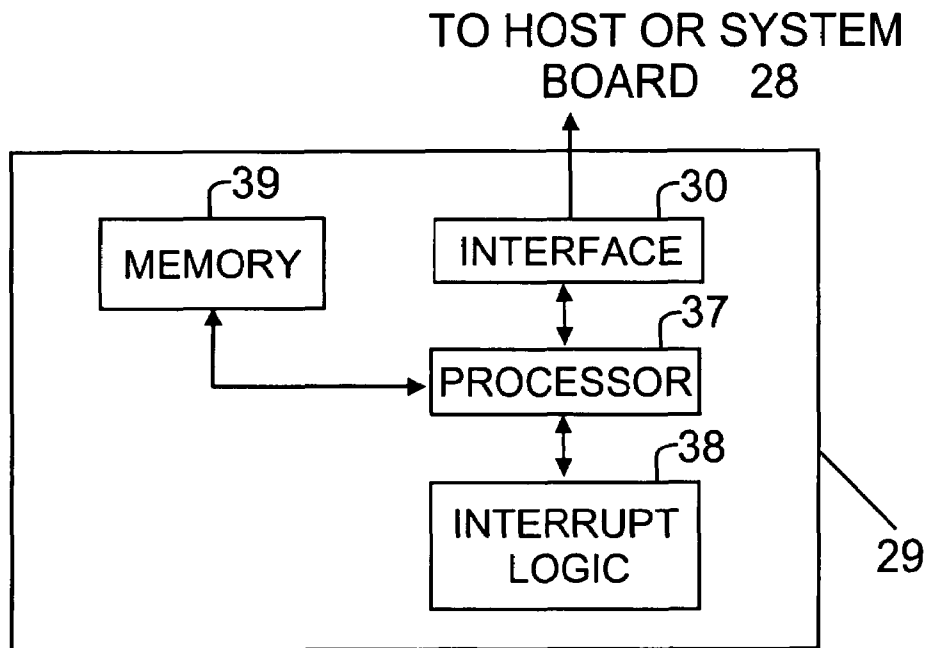 TO HOST OR SYSTEM
BOARD 28
39
30
MEMORY
INTERFACE
37
PROCESSOR
38
INTERRUPT
LOGIC
29